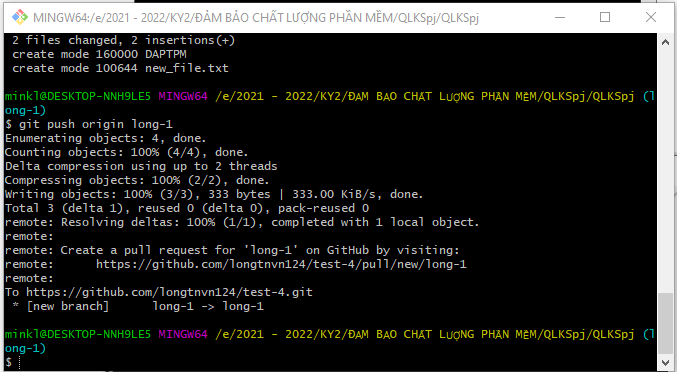 MINGW64:/e/2021 - 2022/KY2/ĐẢM BẢO CHẤT LƯỢNG PHẦN MỀM/QLKSpj/QLKSpj
2 files changed, 2 insertions(+)
create mode 160000 DAPTPM
create mode 100644 new_file.txt
minkl@DESKTOP-NNH9LE5 MINGW64 /e/2021 - 2022/KY2/ĐẢM BẢO CHẤT LƯỢNG PHẦN MỀM/QLKSpj/QLKSpj (l
ong-1)
$ git push origin long-1
Enumerating objects: 4, done.
Counting objects: 100% (4/4), done.
Delta compression using up to 2 threads
Compressing objects: 100% (2/2), done.
Writing objects: 100% (3/3), 333 bytes | 333.00 KiB/s, done.
Total 3 (delta 1), reused 0 (delta 0), pack-reused 0
remote: Resolving deltas: 100% (1/1), completed with 1 local object.
remote:
remote: Create a pull request for 'long-1' on GitHub by visiting:
remote:      https://github.com/longtnvn124/test-4/pull/new/long-1
remote:
To https://github.com/longtnvn124/test-4.git
 * [new branch]      long-1 -> long-1
minkl@DESKTOP-NNH9LE5 MINGW64 /e/2021 - 2022/KY2/ĐẢM BẢO CHẤT LƯỢNG PHẦN MỀM/QLKSpj/QLKSpj (l
ong-1)
$